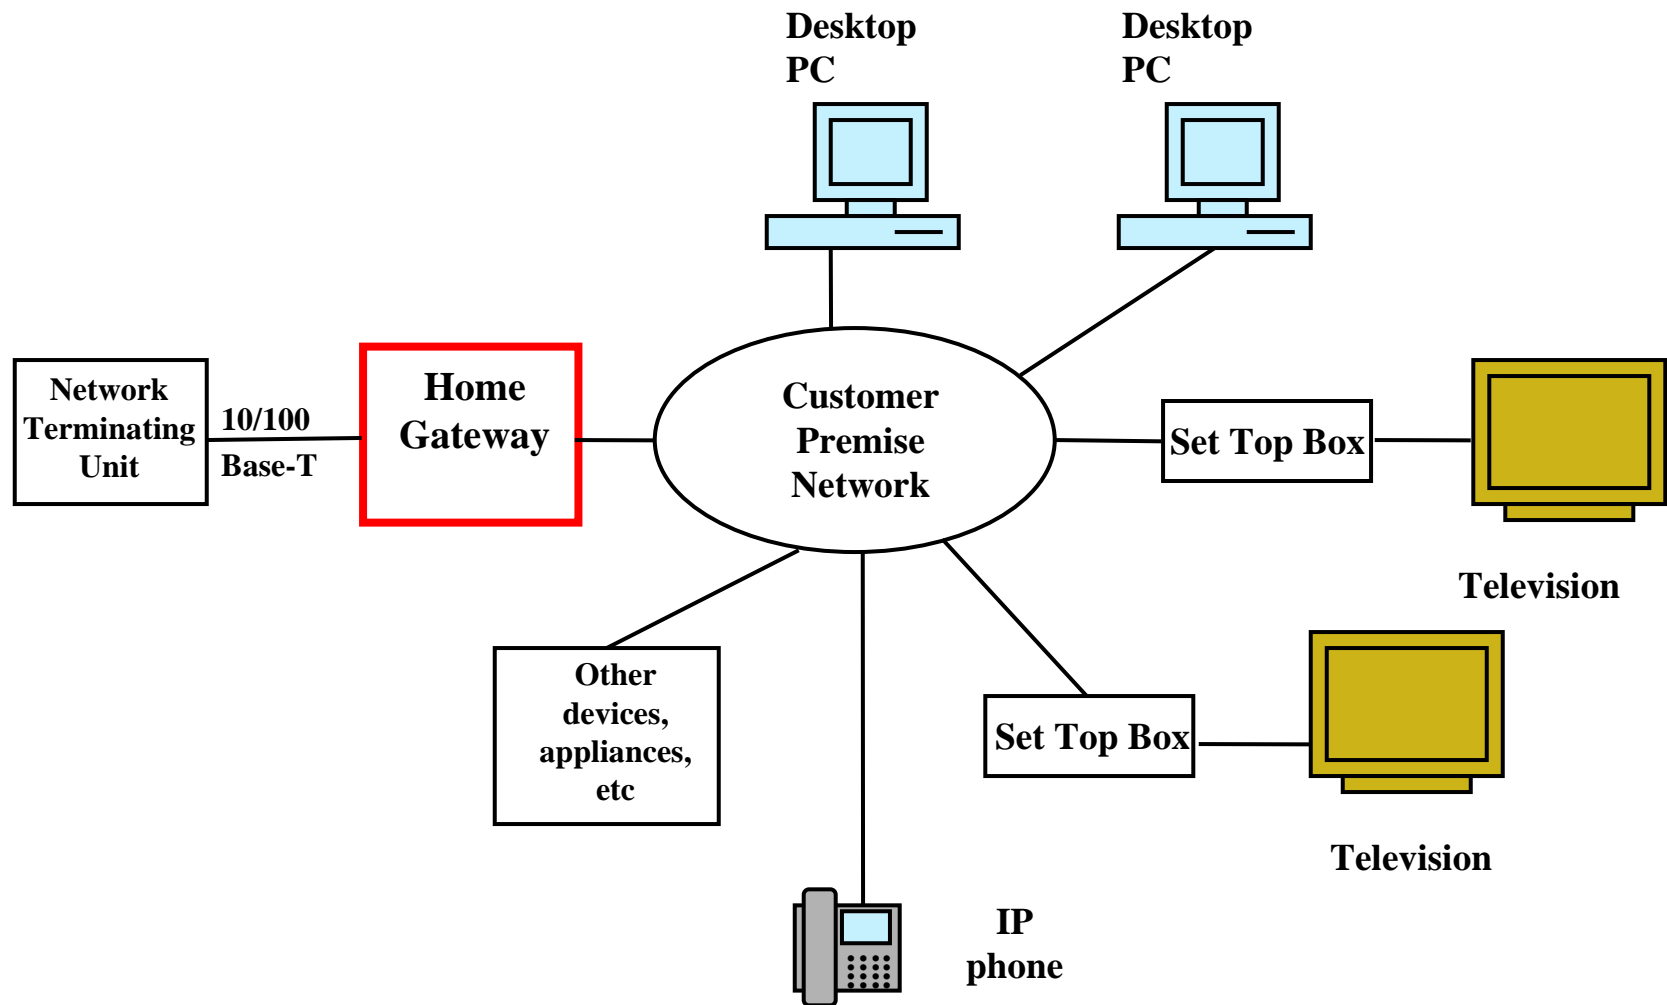 Desktop
PC
Desktop
PC
Network
Terminating
Unit
10/100
Base-T
Home
Gateway
Customer
Premise
Network
Set Top Box
Television
Other
devices,
appliances,
etc
Set Top Box
Television
IP
phone